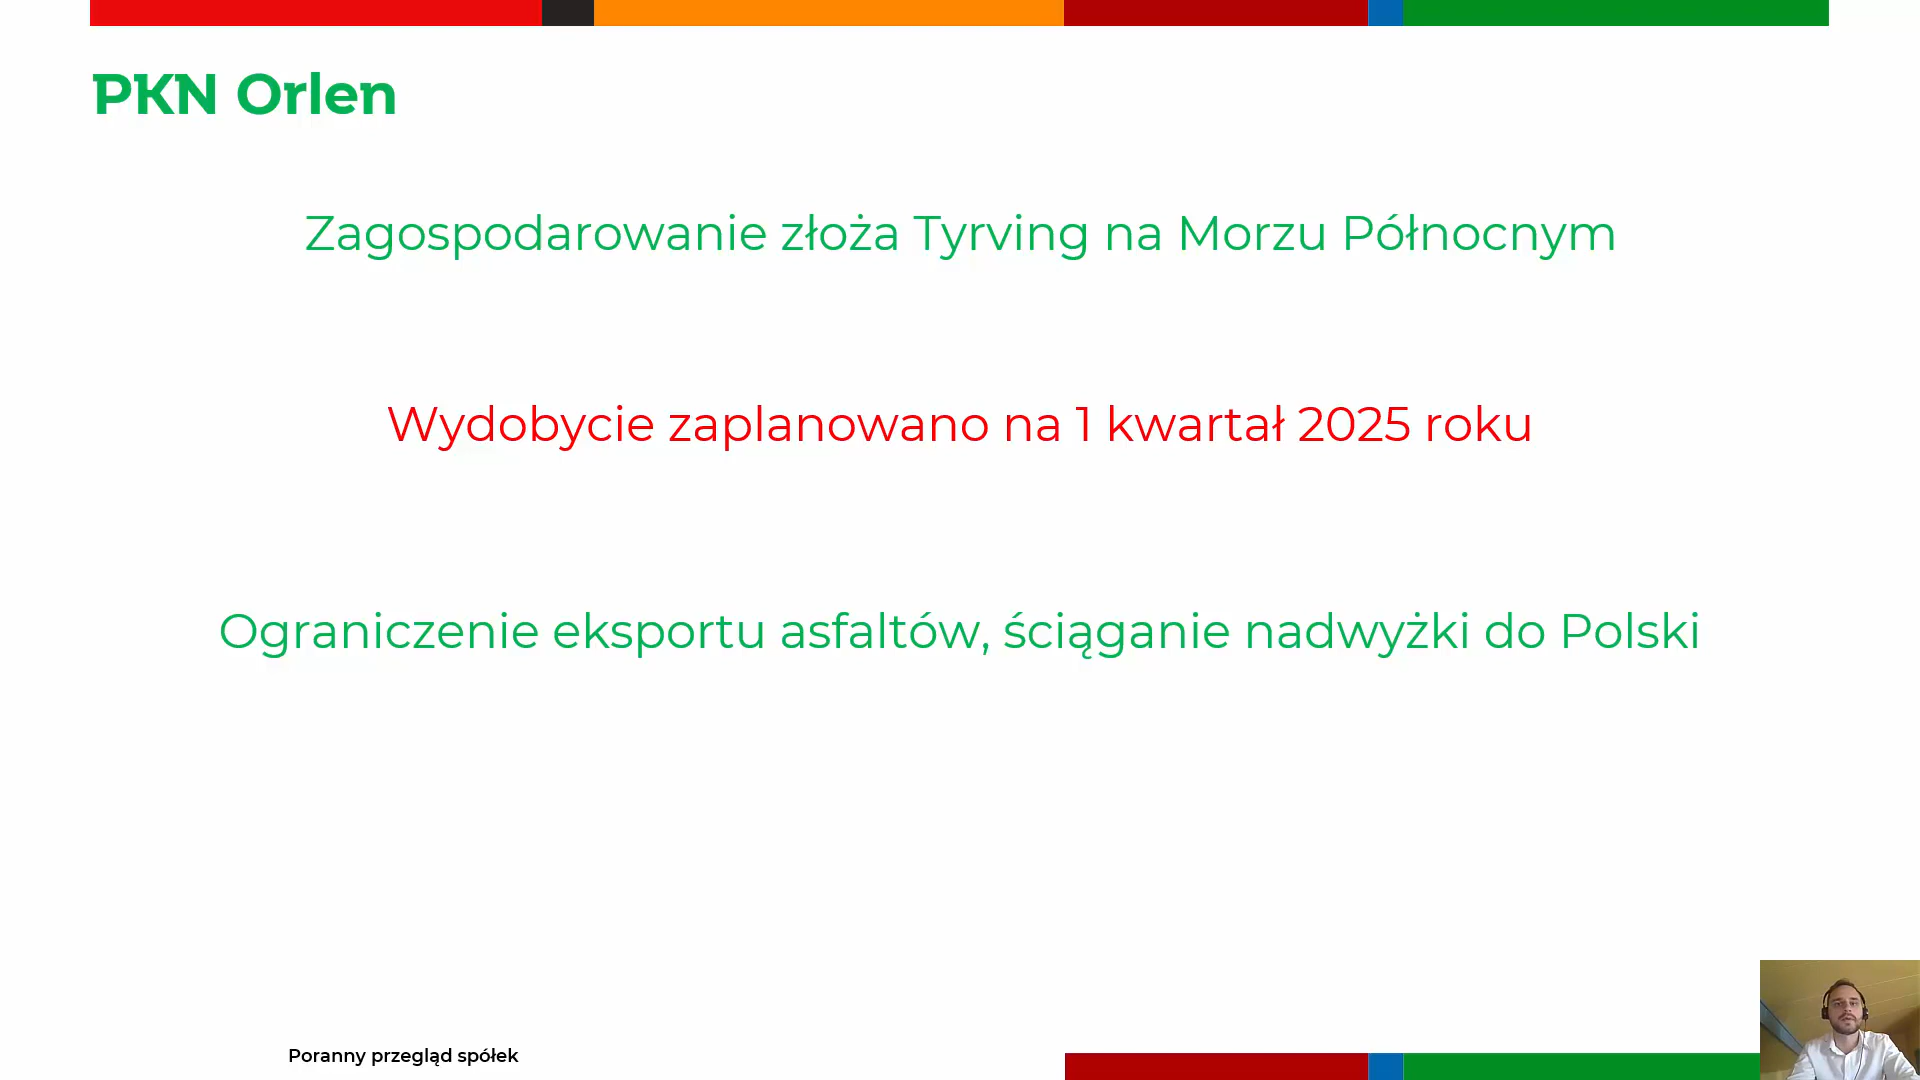 PKN Orlen
Zagospodarowanie złoża Tyrving na Morzu Północnym
Wydobycie zaplanowano na 1 kwartał 2025 roku
Ograniczenie eksportu asfaltów, ściąganie nadwyżki do Polski
Poranny przegląd spółek